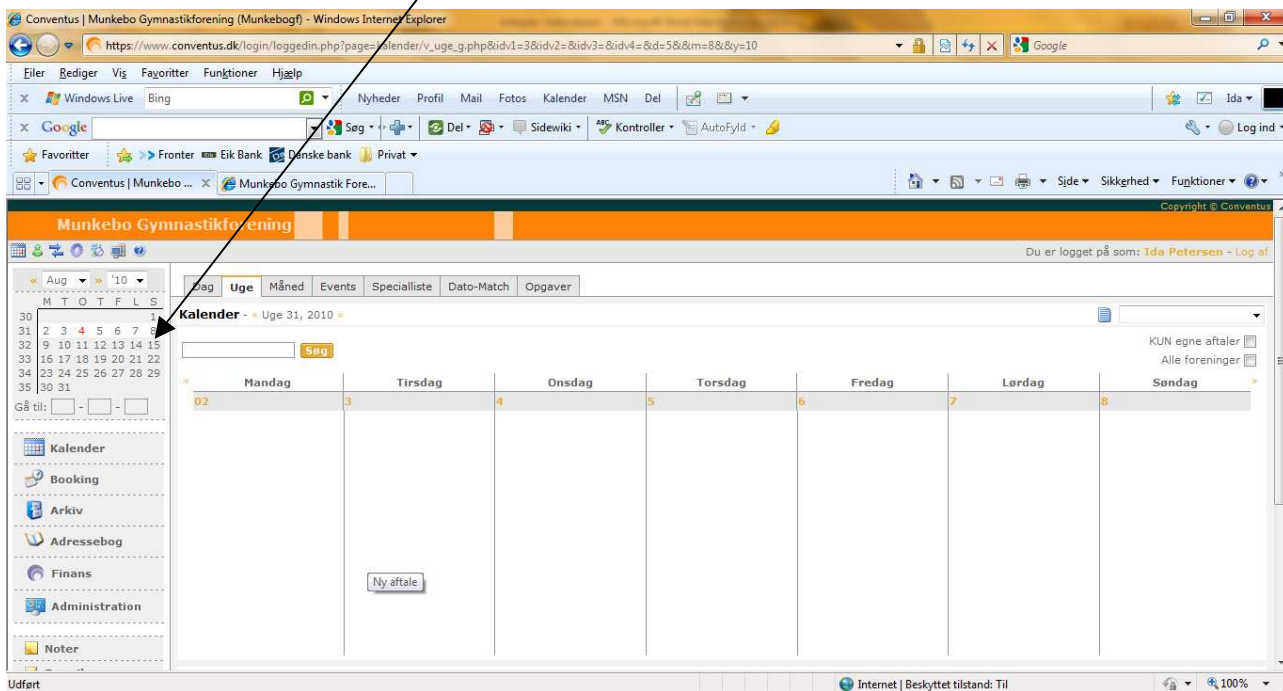 Conventus | Munkebo Gymnastikforening (Munkebogf) - Windows Internet Explorer
https://www.conventus.dk/login/loggedin.php?page=kalender/v_uge_g.php&idv1=3&idv2=&idv3=&idv4=&d=5&m=8&y=10
Google
Filer Rediger Vis Favoritter Funktioner Hjælp
x Windows Live Bing Nyheder Profil Mail Fotos Kalender MSN Del Ida
x Google Søg Del Sidewiki ABC Kontroller AutoFyld Log ind
Favoritter >> Fronter Eik Bank Danske bank Privat
Conventus | Munkebo ... X Munkebo Gymnastik Fore... Side Sikkerhed Funktioner
Copyright © Conventus
Munkebo Gymnastikforening
Du er logget på som: Ida Petersen - Log af
« Aug » '10
M T O T F L S
30 1
31 2 3 4 5 6 7 8
32 9 10 11 12 13 14 15
33 16 17 18 19 20 21 22
34 23 24 25 26 27 28 29
35 30 31
Gå til: - -
Dag Uge Måned Events Specialliste Dato-Match Opgaver
Kalender - « Uge 31, 2010 »
Søg
KUN egne aftaler
Alle foreninger
« Mandag Tirsdag Onsdag Torsdag Fredag Lørdag Søndag »
02 3 4 5 6 7 8
Ny aftale
Kalender
Booking
Arkiv
Adressebog
Finans
Administration
Noter
Udført Internet | Beskyttet tilstand: Til 100%